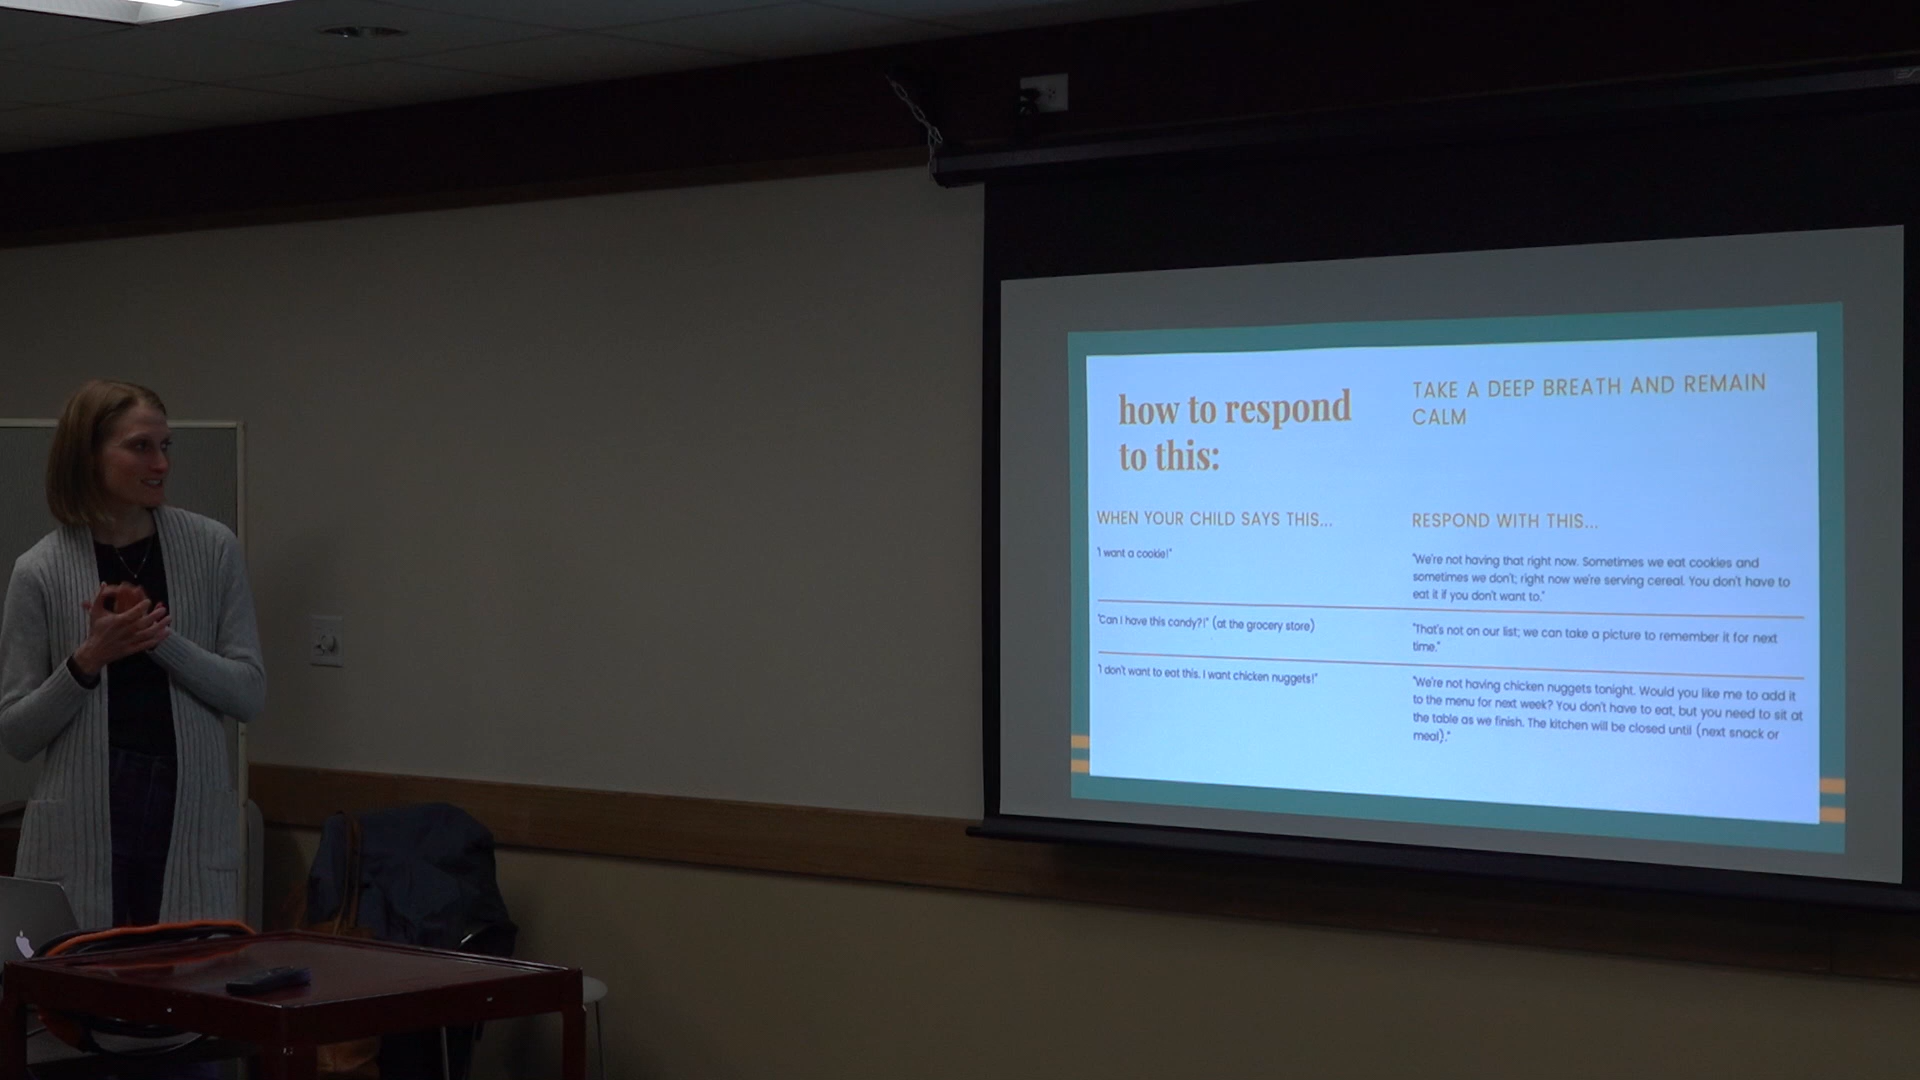 how to respond
to this:
TAKE A DEEP BREATH AND REMAIN
CALM
WHEN YOUR CHILD SAYS THIS...
RESPOND WITH THIS...
"I want a cookie!"
"We're not having that right now. Sometimes we eat cookies and
sometimes we don't; right now we're serving cereal. You don't have to
eat it if you don't want to."
"Can I have this candy?!" (at the grocery store)
"That's not on our list; we can take a picture to remember it for next
time."
"I don't want to eat this. I want chicken nuggets!"
"We're not having chicken nuggets tonight. Would you like me to add it
to the menu for next week? You don't have to eat, but you need to sit at
the table as we finish. The kitchen will be closed until (next snack or
meal)."